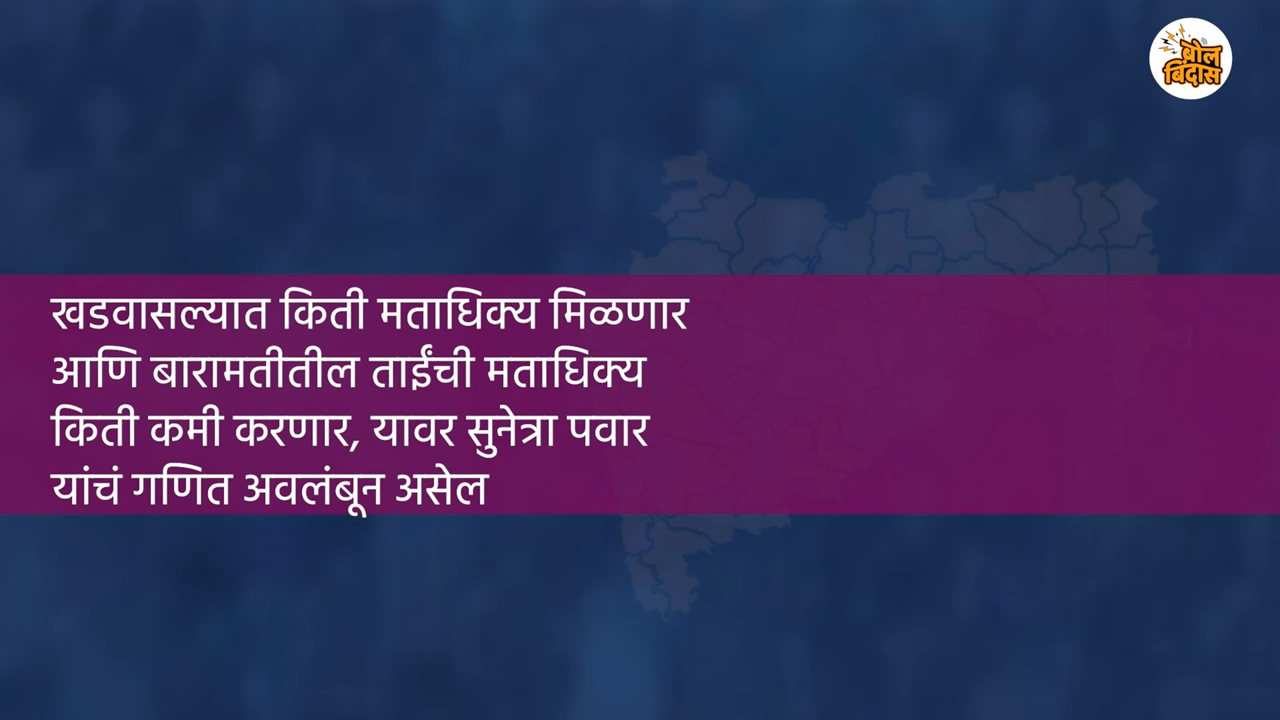 बोल
बिंदास
खडवासल्यात किती मताधिक्य मिळणार
आणि बारामतीतील ताईंची मताधिक्य
किती कमी करणार, यावर सुनेत्रा पवार
यांचं गणित अवलंबून असेल